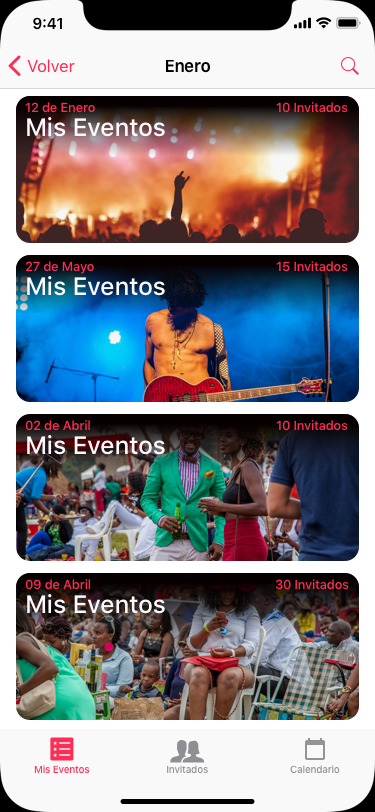 9:41
Volver
Enero
12 de Enero
10 Invitados
Mis Eventos
27 de Mayo
15 Invitados
Mis Eventos
02 de Abril
10 Invitados
Mis Eventos
09 de Abril
30 Invitados
Mis Eventos
Mis Eventos
Invitados
Calendario